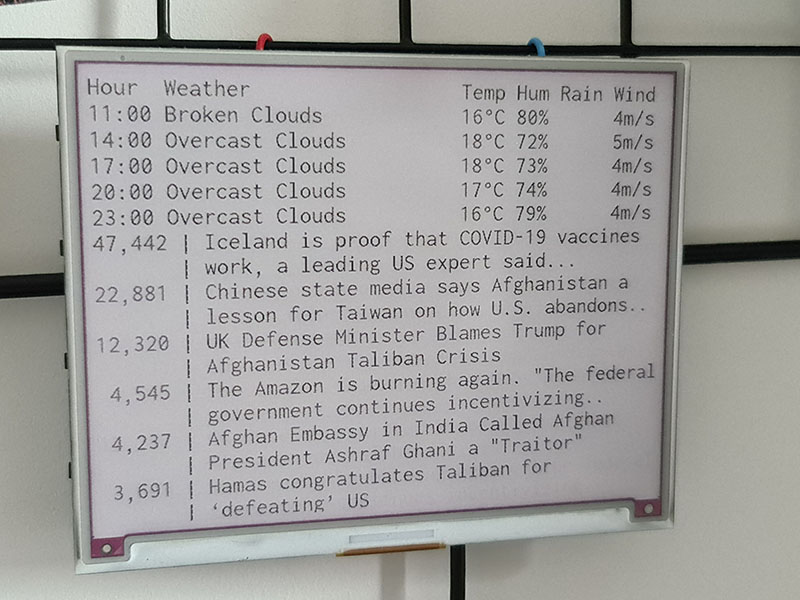 Hour Weather Temp Hum Rain Wind
11:00 Broken Clouds 16°C 80% 4m/s
14:00 Overcast Clouds 18°C 72% 5m/s
17:00 Overcast Clouds 18°C 73% 4m/s
20:00 Overcast Clouds 17°C 74% 4m/s
23:00 Overcast Clouds 16°C 79% 4m/s
47,442 | Iceland is proof that COVID-19 vaccines
| work, a leading US expert said...
22,881 | Chinese state media says Afghanistan a
| lesson for Taiwan on how U.S. abandons..
12,320 | UK Defense Minister Blames Trump for
| Afghanistan Taliban Crisis
4,545 | The Amazon is burning again. "The federal
| government continues incentivizing..
4,237 | Afghan Embassy in India Called Afghan
| President Ashraf Ghani a "Traitor"
3,691 | Hamas congratulates Taliban for
| ‘defeating’ US